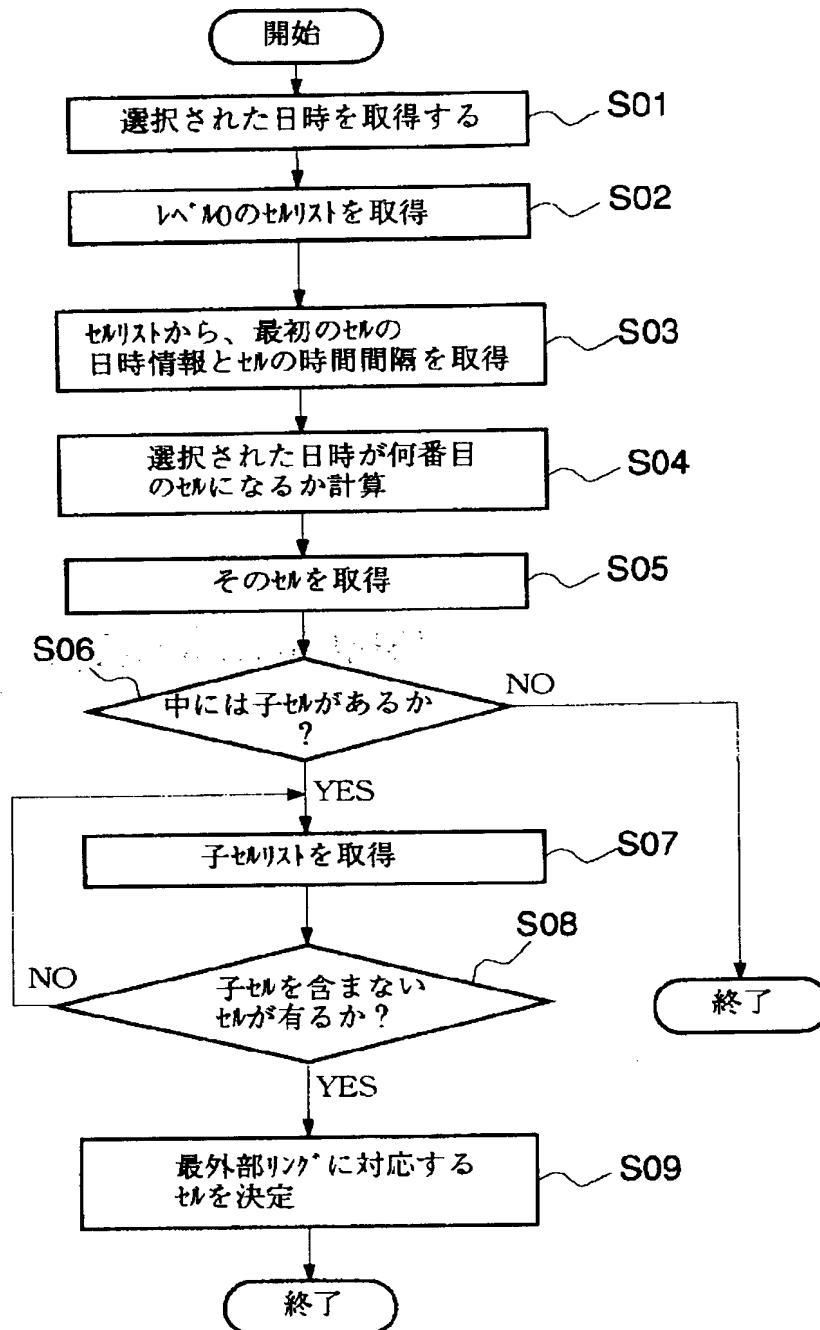 開始
選択された日時を取得する
S01
ﾚﾍﾞﾙ0のｾﾙﾘｽﾄを取得
S02
ｾﾙﾘｽﾄから、最初のｾﾙの
日時情報とｾﾙの時間間隔を取得
S03
選択された日時が何番目
のｾﾙになるか計算
S04
そのｾﾙを取得
S05
S06
中には子ｾﾙがあるか
?
NO
YES
子ｾﾙﾘｽﾄを取得
S07
S08
NO
子ｾﾙを含まない
ｾﾙが有るか?
終了
YES
最外部ﾘﾝｸﾞに対応する
ｾﾙを決定
S09
終了